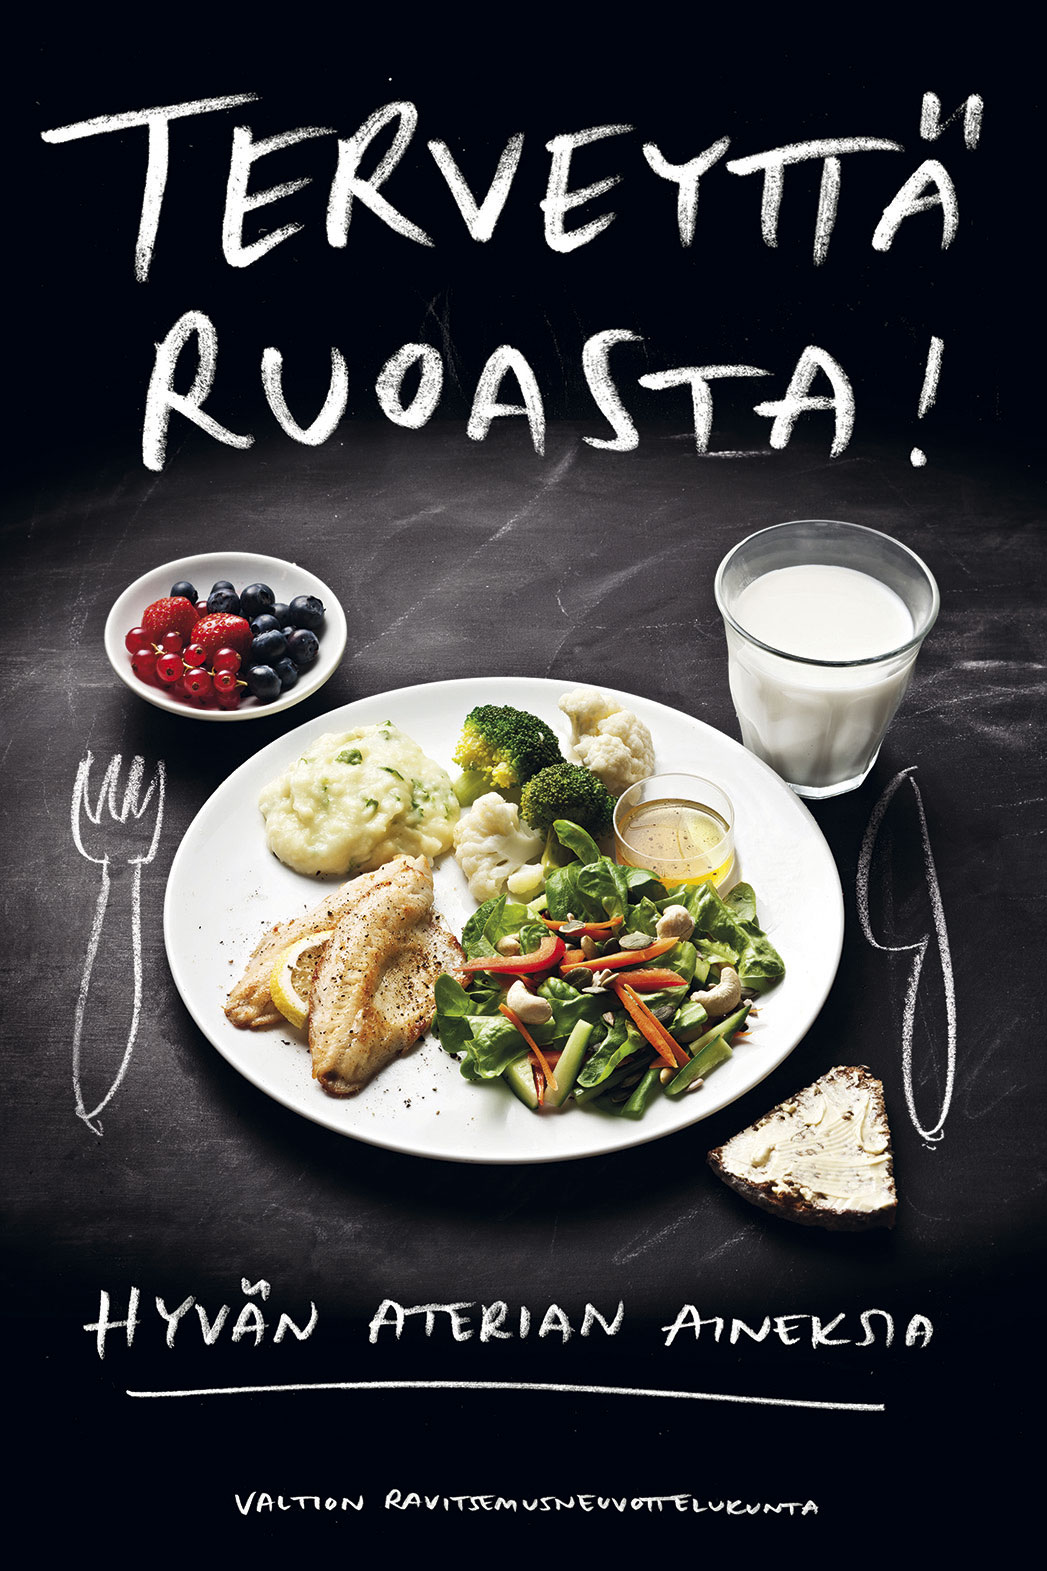 TERVEYTTÄ
RUOASTA!
HYVÄN ATERIAN AINEKSIA
VALTION RAVITSEMUSNEUVOTTELUKUNTA